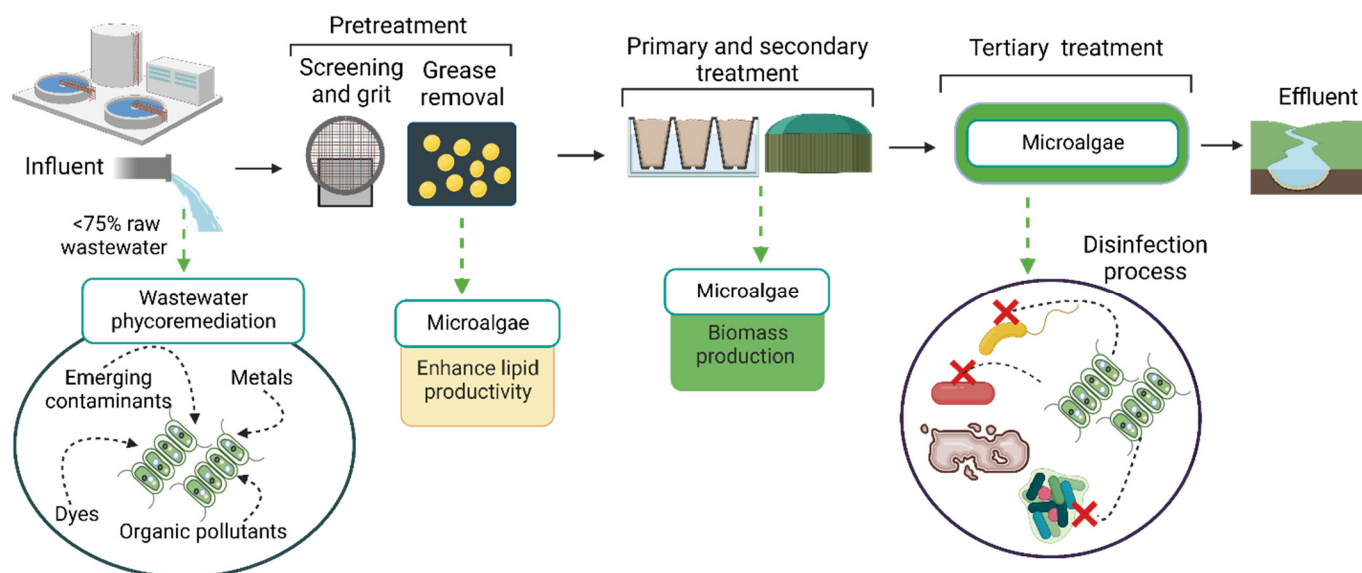 Pretreatment
Screening
and grit
Grease
removal
Primary and secondary
treatment
Tertiary treatment
Microalgae
Effluent
Influent
<75% raw
wastewater
Wastewater
phycoremediation
Emerging
contaminants
Metals
Dyes
Organic pollutants
Microalgae
Enhance lipid
productivity
Microalgae
Biomass
production
Disinfection
process